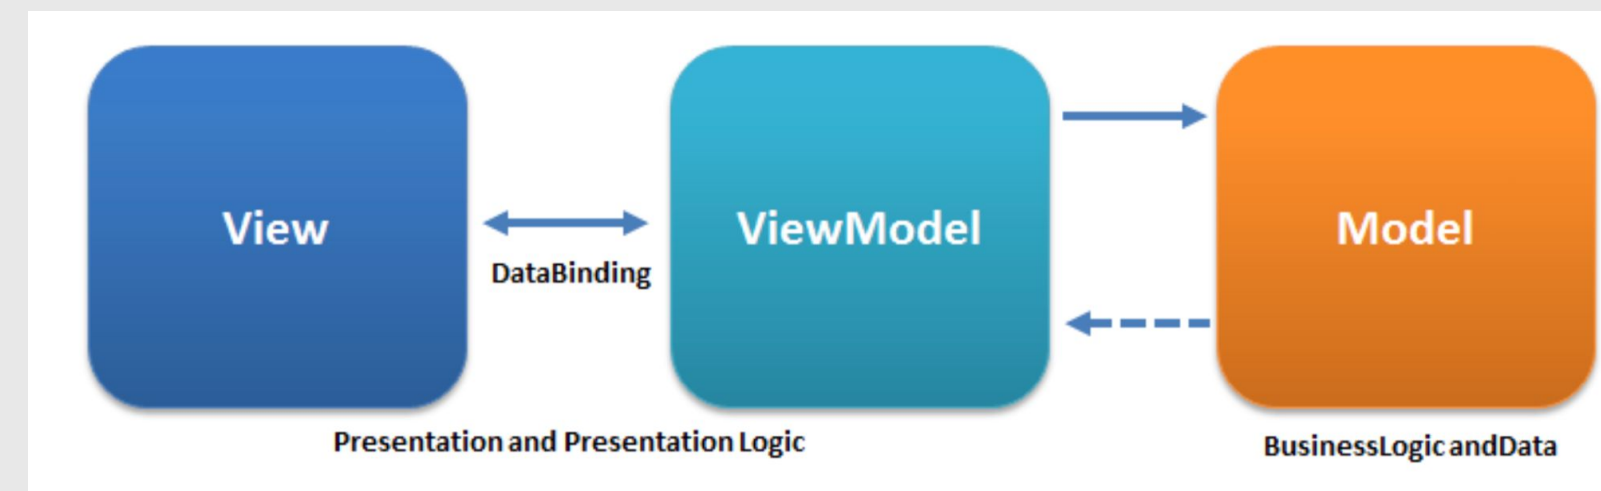 View
ViewModel
Model
DataBinding
Presentation and Presentation Logic
BusinessLogic andData